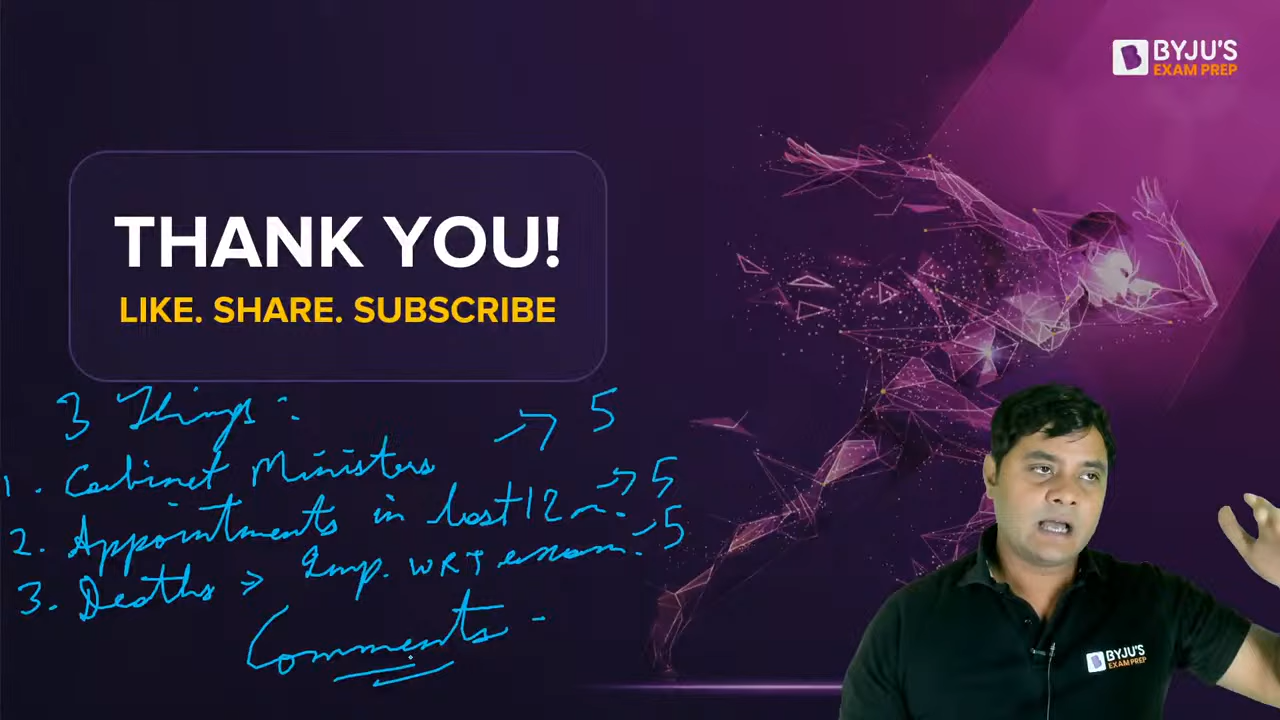 BYJU'S
EXAM PREP
THANK YOU!
LIKE. SHARE. SUBSCRIBE
3 Things :
→ 5
1. Cabinet Ministers
2. Appointments in last 12 m. → 5
3. Deaths > Imp. WRT exam. → 5
Comments -
BYJU'S
EXAM PREP